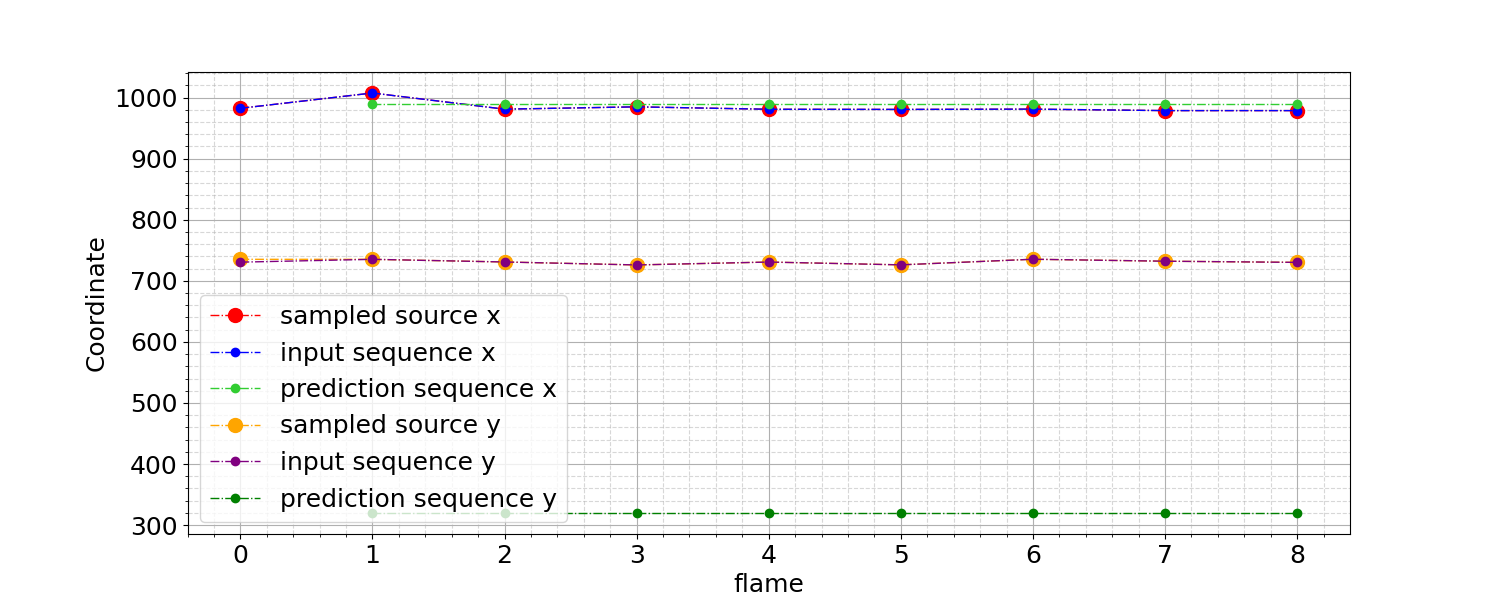 1000
900
800
700
600
500
400
300
Coordinate
sampled source x
input sequence x
prediction sequence x
sampled source y
input sequence y
prediction sequence y
0 1 2 3 4 5 6 7 8
flame